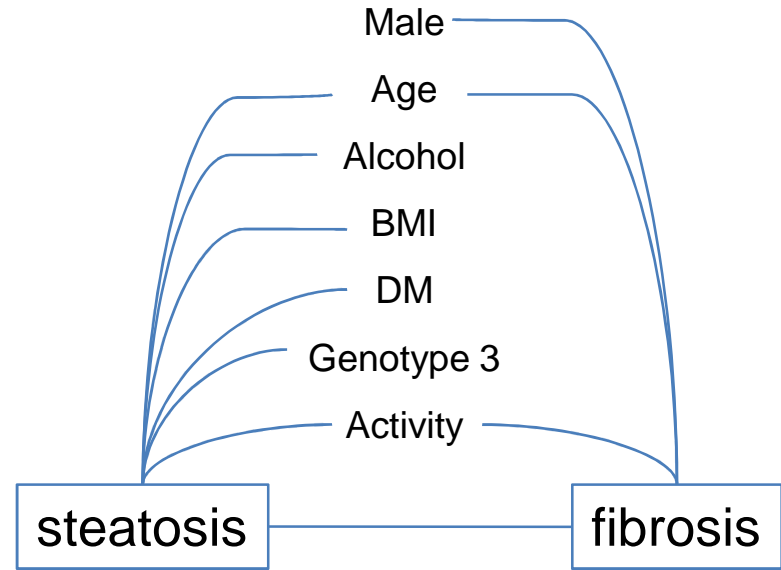 Male
Age
Alcohol
BMI
DM
Genotype 3
Activity
steatosis
fibrosis